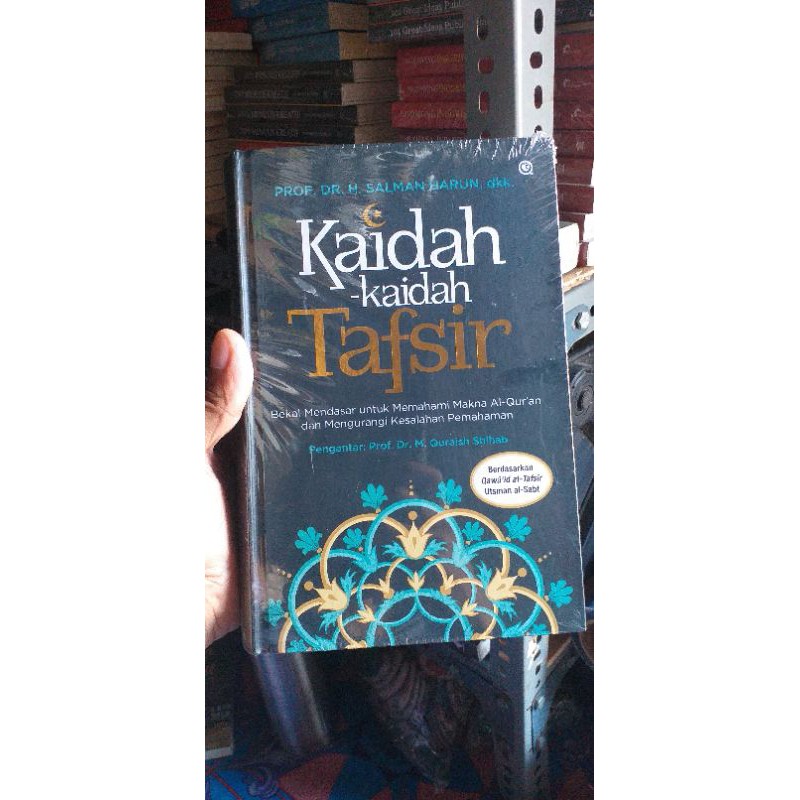 PROF. DR. H. SALMAN HARUN, dkk.
Kaidah
-kaidah
Tafsir
Bekal Mendasar untuk Memahami Makna Al-Qur'an
dan Mengurangi Kesalahan Pemahaman
Pengantar: Prof. Dr. M. Quraish Shihab
Berdasarkan
Qawâ'id at-Tafsir
Utsman al-Sabt